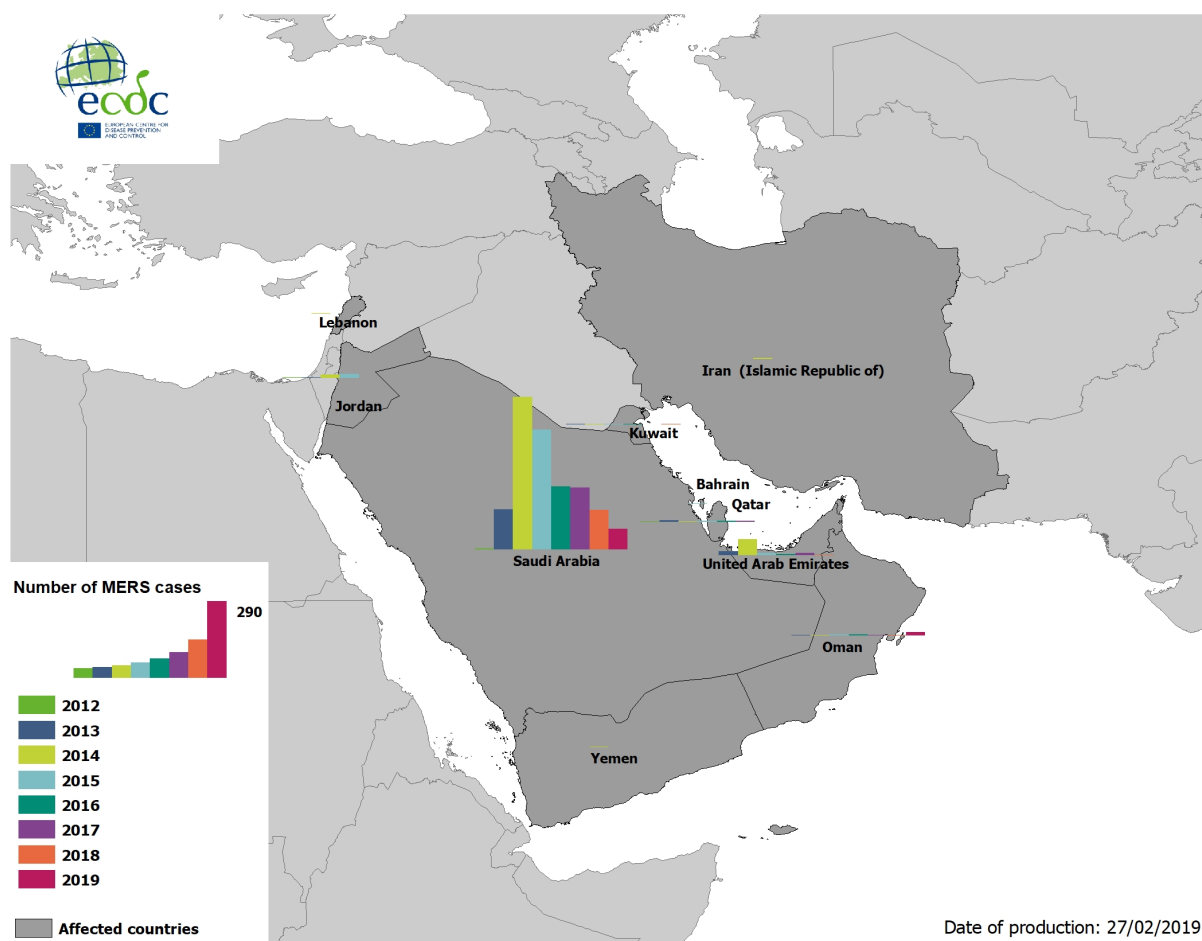 ecdc
EUROPEAN CENTRE FOR
DISEASE PREVENTION
AND CONTROL
Lebanon
Iran (Islamic Republic of)
Jordan
Kuwait
Bahrain
Qatar
Saudi Arabia
United Arab Emirates
Oman
Yemen
Number of MERS cases
290
2012
2013
2014
2015
2016
2017
2018
2019
Affected countries
Date of production: 27/02/2019